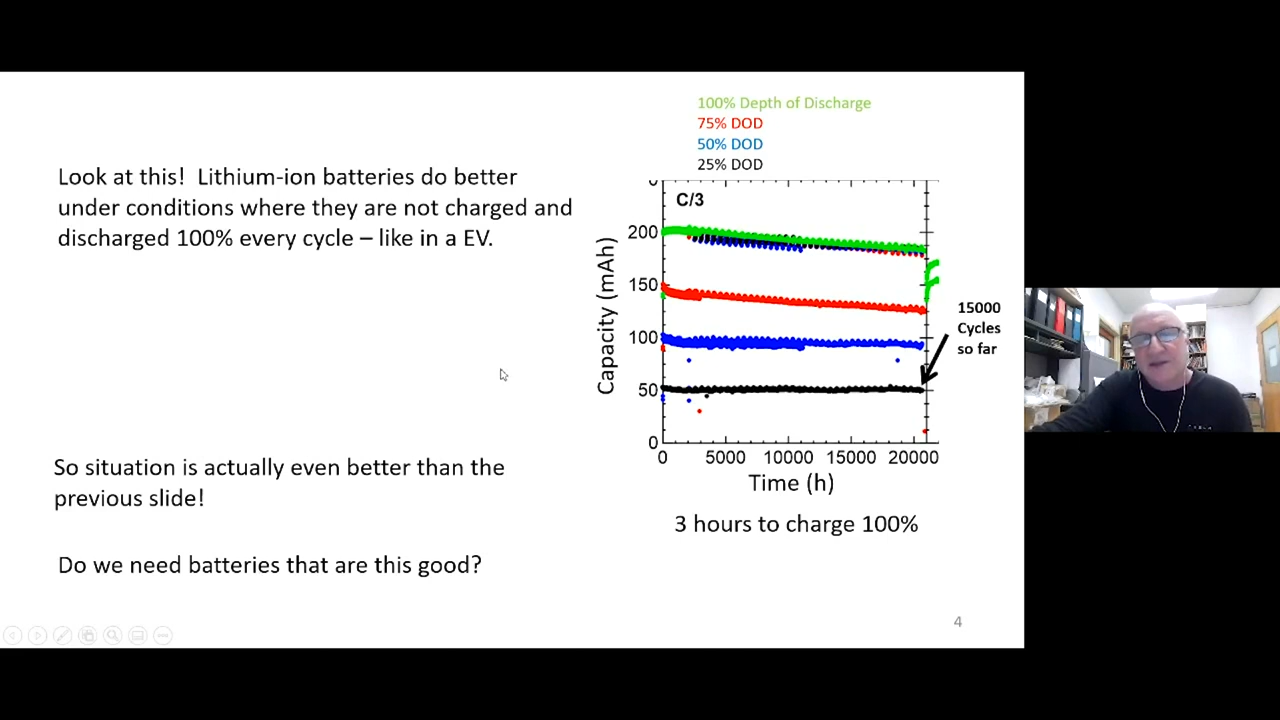 100% Depth of Discharge
75% DOD
50% DOD
25% DOD
Look at this!  Lithium-ion batteries do better
under conditions where they are not charged and
discharged 100% every cycle – like in a EV.
C/3
200
150
100
50
0
Capacity (mAh)
0 5000 10000 15000 20000
Time (h)
15000
Cycles
so far
3 hours to charge 100%
So situation is actually even better than the
previous slide!
Do we need batteries that are this good?
4